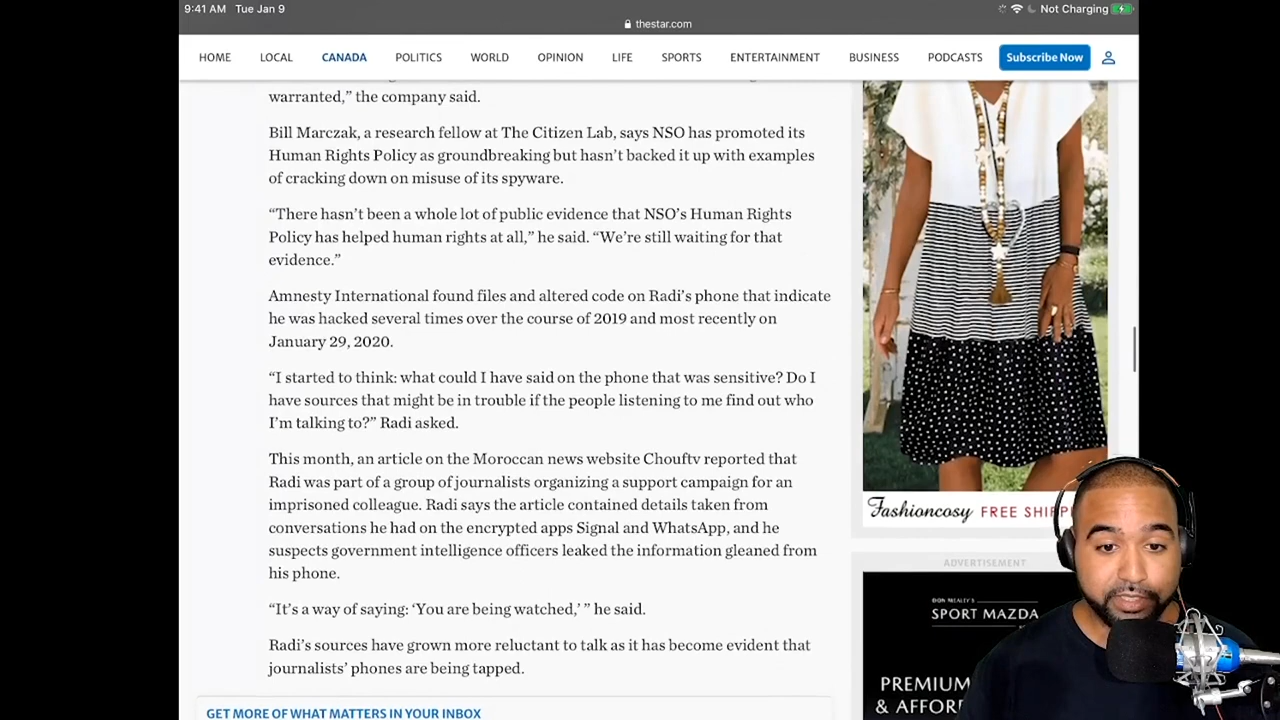 9:41 AM Tue Jan 9
Not Charging
thestar.com
HOME LOCAL CANADA POLITICS WORLD OPINION LIFE SPORTS ENTERTAINMENT BUSINESS PODCASTS Subscribe Now
warranted,” the company said.
Bill Marczak, a research fellow at The Citizen Lab, says NSO has promoted its
Human Rights Policy as groundbreaking but hasn’t backed it up with examples
of cracking down on misuse of its spyware.
“There hasn’t been a whole lot of public evidence that NSO’s Human Rights
Policy has helped human rights at all,” he said. “We’re still waiting for that
evidence.”
Amnesty International found files and altered code on Radi’s phone that indicate
he was hacked several times over the course of 2019 and most recently on
January 29, 2020.
“I started to think: what could I have said on the phone that was sensitive? Do I
have sources that might be in trouble if the people listening to me find out who
I’m talking to?” Radi asked.
This month, an article on the Moroccan news website Chouftv reported that
Radi was part of a group of journalists organizing a support campaign for an
imprisoned colleague. Radi says the article contained details taken from
conversations he had on the encrypted apps Signal and WhatsApp, and he
suspects government intelligence officers leaked the information gleaned from
his phone.
“It’s a way of saying: ‘You are being watched,’ ” he said.
Radi’s sources have grown more reluctant to talk as it has become evident that
journalists’ phones are being tapped.
GET MORE OF WHAT MATTERS IN YOUR INBOX
Fashioncosy FREE
ADVERTISEMENT
SPORT MAZDA
PREMIUM
& AFFOR